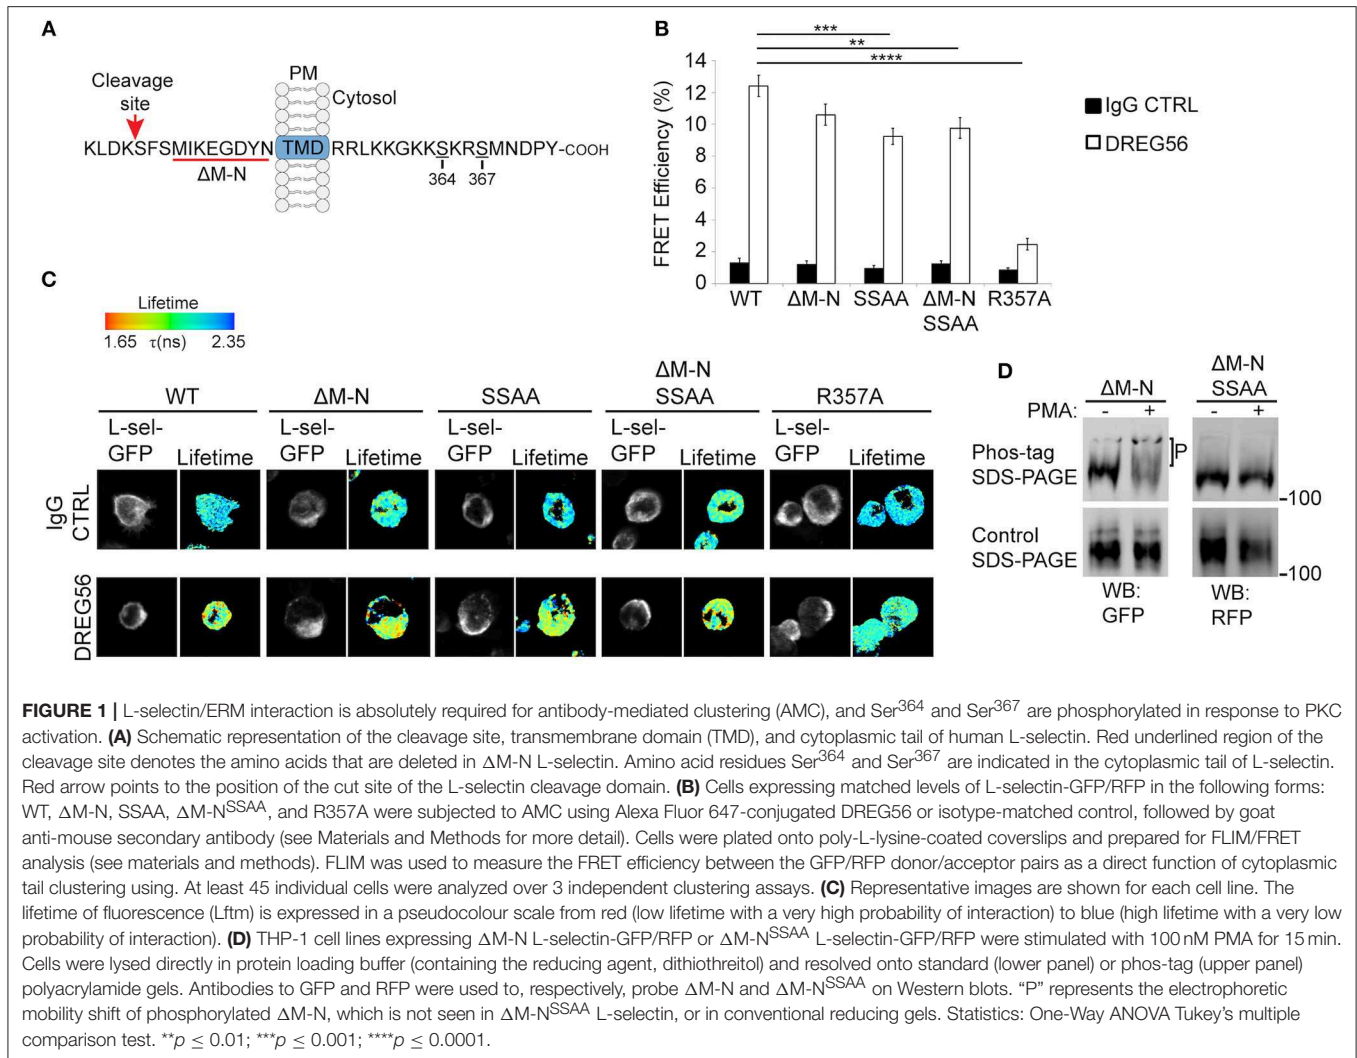 A
Cleavage
site
PM
Cytosol
KLDKSFSMIKEGDYN TMD RRLKKGKKSKRSMNDPY-COOH
ΔM-N
364 367
B
***
**
****
14
12
10
8
6
4
2
0
FRET Efficiency (%)
WT ΔM-N SSAA ΔM-N SSAA R357A
IgG CTRL
DREG56
C
Lifetime
1.65 τ(ns) 2.35
WT ΔM-N SSAA ΔM-N SSAA R357A
L-sel-GFP Lifetime L-sel-GFP Lifetime L-sel-GFP Lifetime L-sel-GFP Lifetime L-sel-GFP Lifetime
IgG CTRL
DREG56
D
ΔM-N ΔM-N SSAA
PMA: - + - +
Phos-tag SDS-PAGE
P
-100
Control SDS-PAGE
-100
WB: GFP WB: RFP
FIGURE 1 | L-selectin/ERM interaction is absolutely required for antibody-mediated clustering (AMC), and Ser364 and Ser367 are phosphorylated in response to PKC
activation. (A) Schematic representation of the cleavage site, transmembrane domain (TMD), and cytoplasmic tail of human L-selectin. Red underlined region of the
cleavage site denotes the amino acids that are deleted in ΔM-N L-selectin. Amino acid residues Ser364 and Ser367 are indicated in the cytoplasmic tail of L-selectin.
Red arrow points to the position of the cut site of the L-selectin cleavage domain. (B) Cells expressing matched levels of L-selectin-GFP/RFP in the following forms:
WT, ΔM-N, SSAA, ΔM-NSSAA, and R357A were subjected to AMC using Alexa Fluor 647-conjugated DREG56 or isotype-matched control, followed by goat
anti-mouse secondary antibody (see Materials and Methods for more detail). Cells were plated onto poly-L-lysine-coated coverslips and prepared for FLIM/FRET
analysis (see materials and methods). FLIM was used to measure the FRET efficiency between the GFP/RFP donor/acceptor pairs as a direct function of cytoplasmic
tail clustering using. At least 45 individual cells were analyzed over 3 independent clustering assays. (C) Representative images are shown for each cell line. The
lifetime of fluorescence (Lftm) is expressed in a pseudocolour scale from red (low lifetime with a very high probability of interaction) to blue (high lifetime with a very low
probability of interaction). (D) THP-1 cell lines expressing ΔM-N L-selectin-GFP/RFP or ΔM-NSSAA L-selectin-GFP/RFP were stimulated with 100 nM PMA for 15 min.
Cells were lysed directly in protein loading buffer (containing the reducing agent, dithiothreitol) and resolved onto standard (lower panel) or phos-tag (upper panel)
polyacrylamide gels. Antibodies to GFP and RFP were used to, respectively, probe ΔM-N and ΔM-NSSAA on Western blots. “P” represents the electrophoretic
mobility shift of phosphorylated ΔM-N, which is not seen in ΔM-NSSAA L-selectin, or in conventional reducing gels. Statistics: One-Way ANOVA Tukey’s multiple
comparison test. **p ≤ 0.01; ***p ≤ 0.001; ****p ≤ 0.0001.